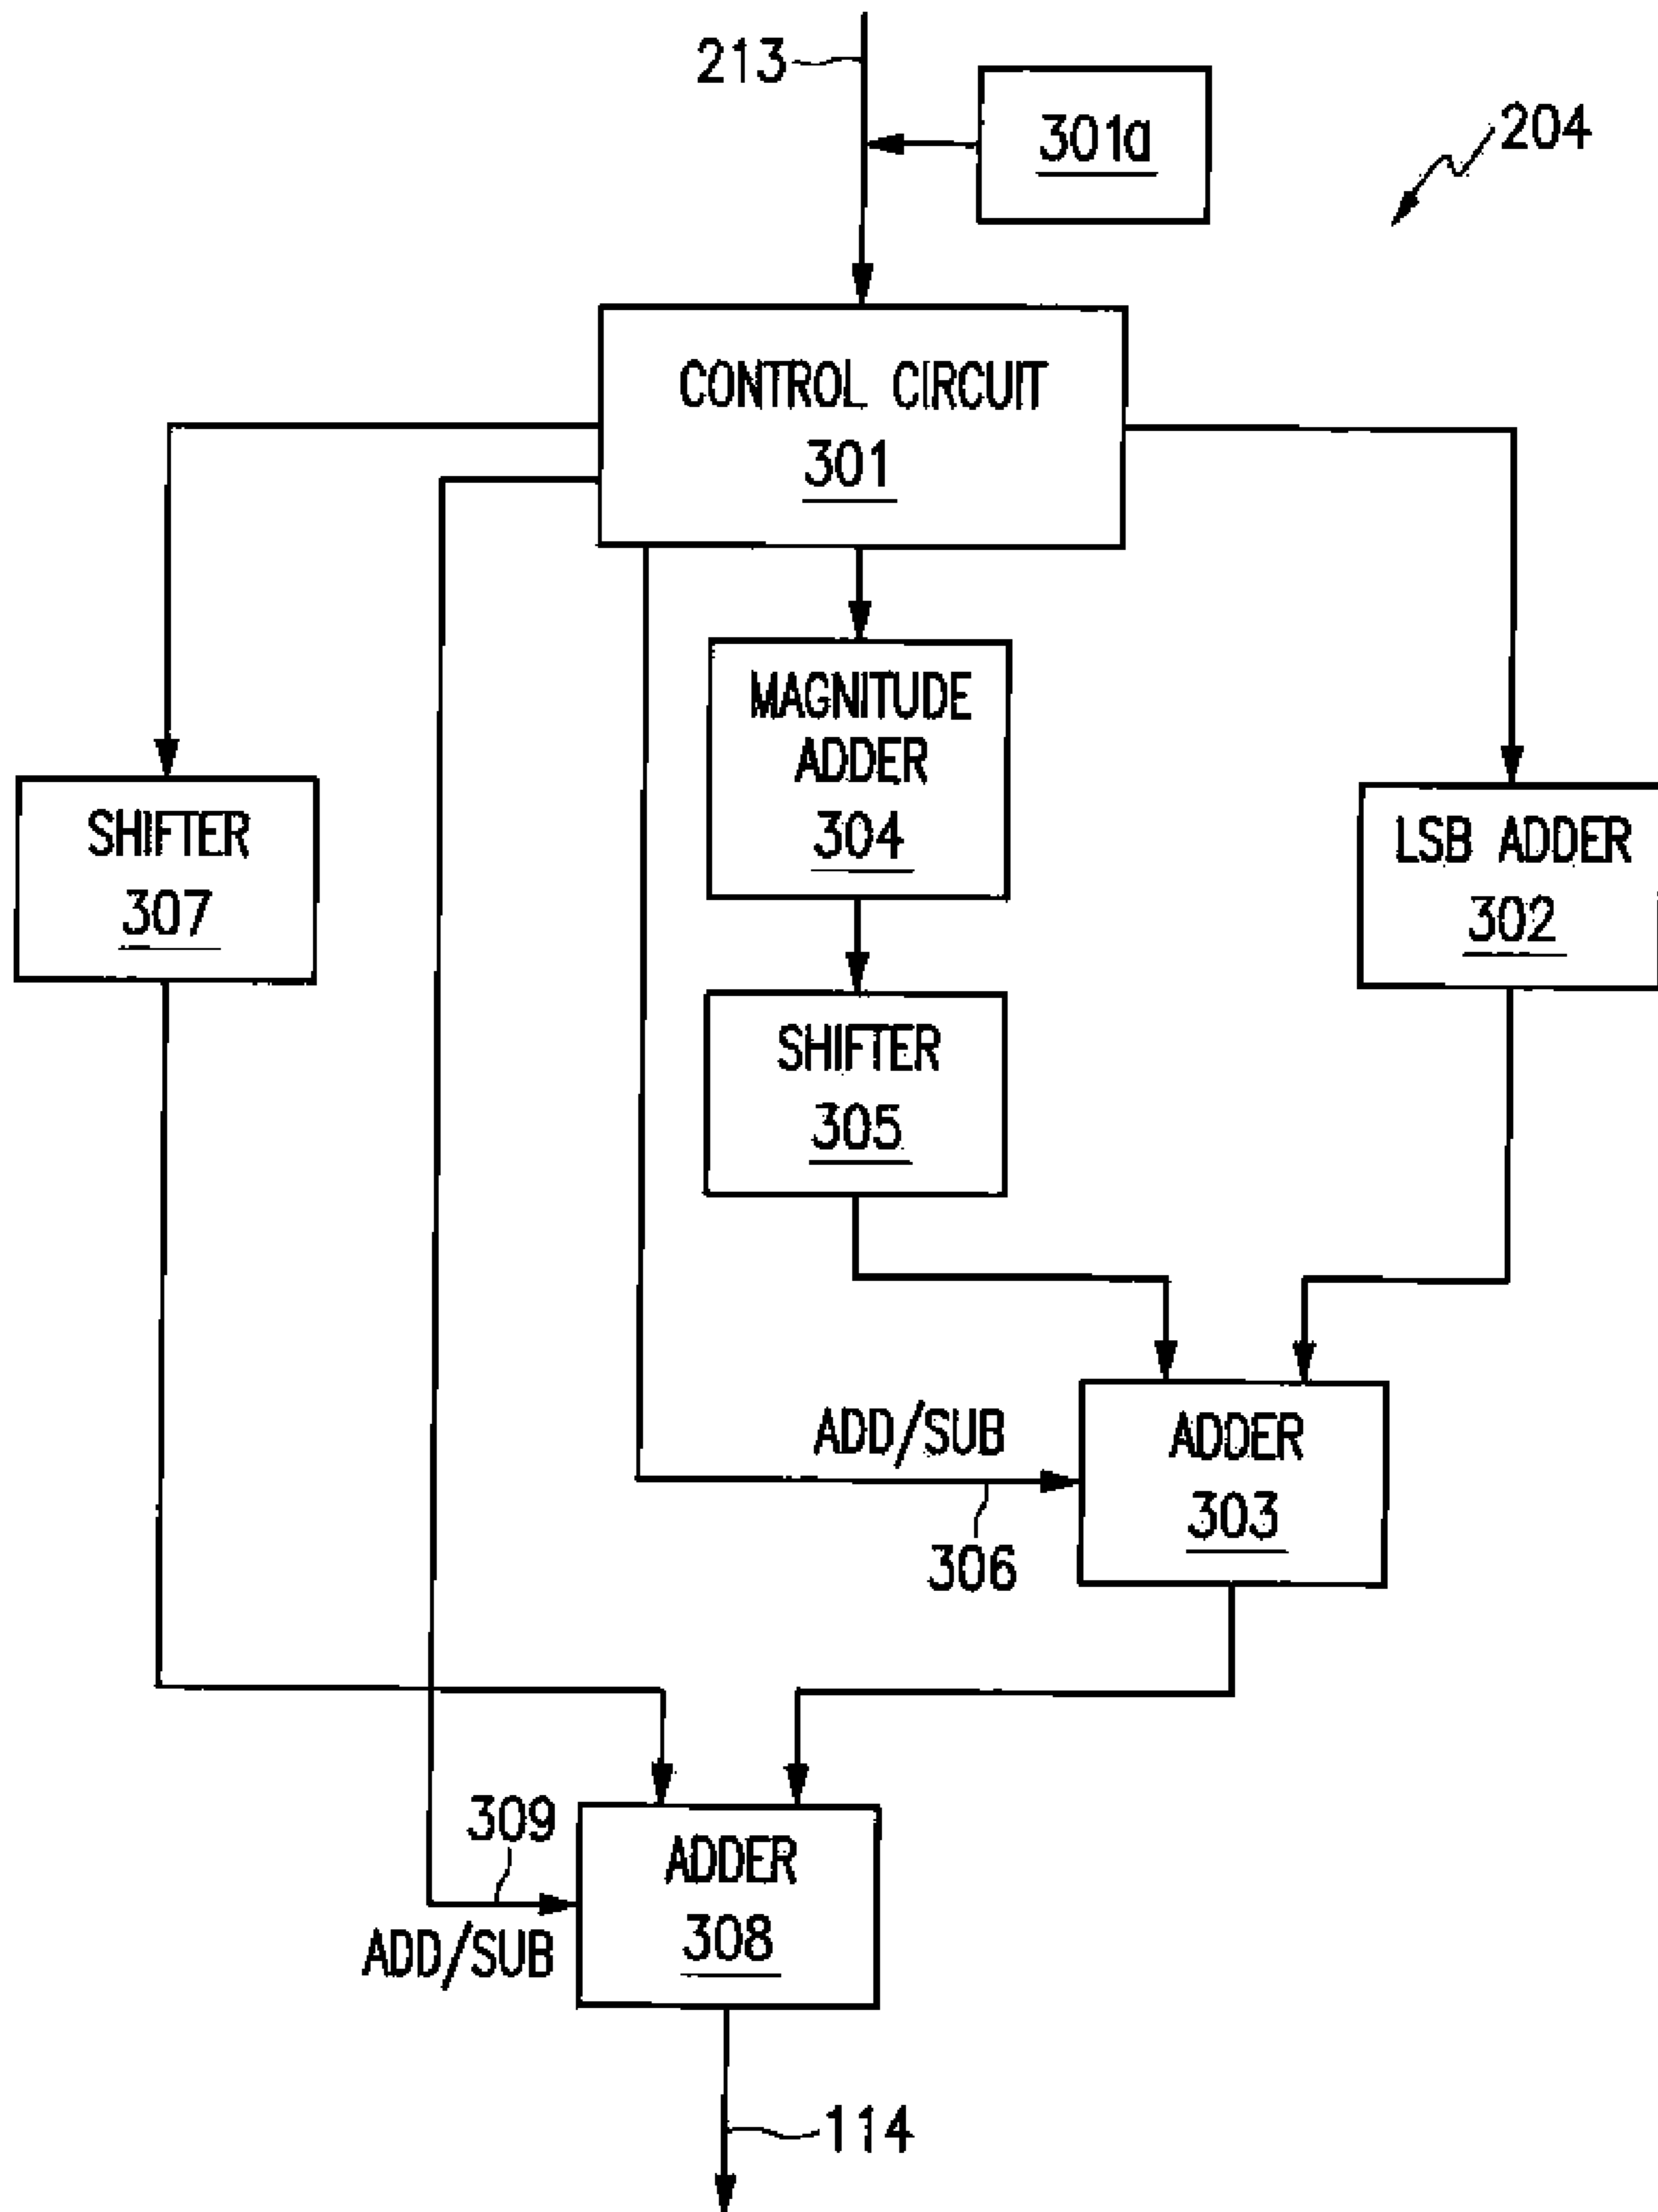 213
301a
204
CONTROL CIRCUIT
301
MAGNITUDE
ADDER
304
SHIFTER
307
LSB ADDER
302
SHIFTER
305
ADD/SUB
306
ADDER
303
309
ADD/SUB
ADDER
308
114